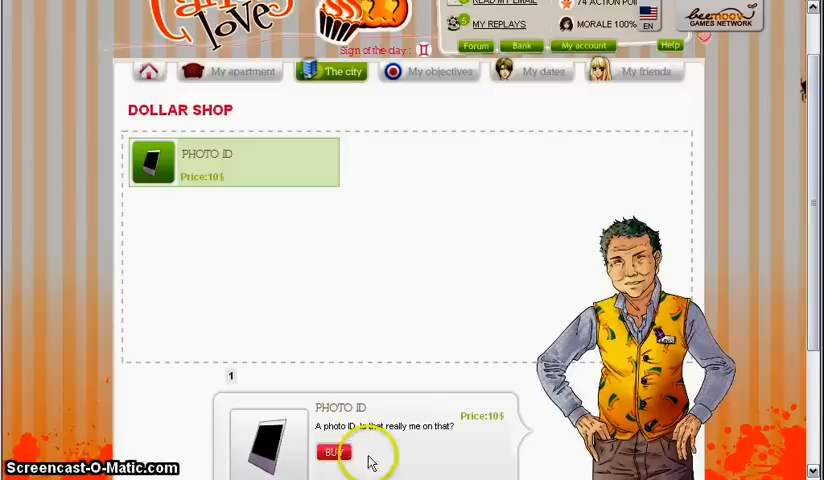 love
READ MY EMAIL
74 ACTION POI
MY REPLAYS
MORALE 100%
EN
beemoov
GAMES NETWORK
Sign of the day :
Forum
Bank
My account
Help
My apartment
The city
My objectives
My dates
My friends
DOLLAR SHOP
PHOTO ID
Price:10$
1
PHOTO ID
Price:10$
A photo ID. Is that really me on that?
BUY
Screencast-O-Matic.com